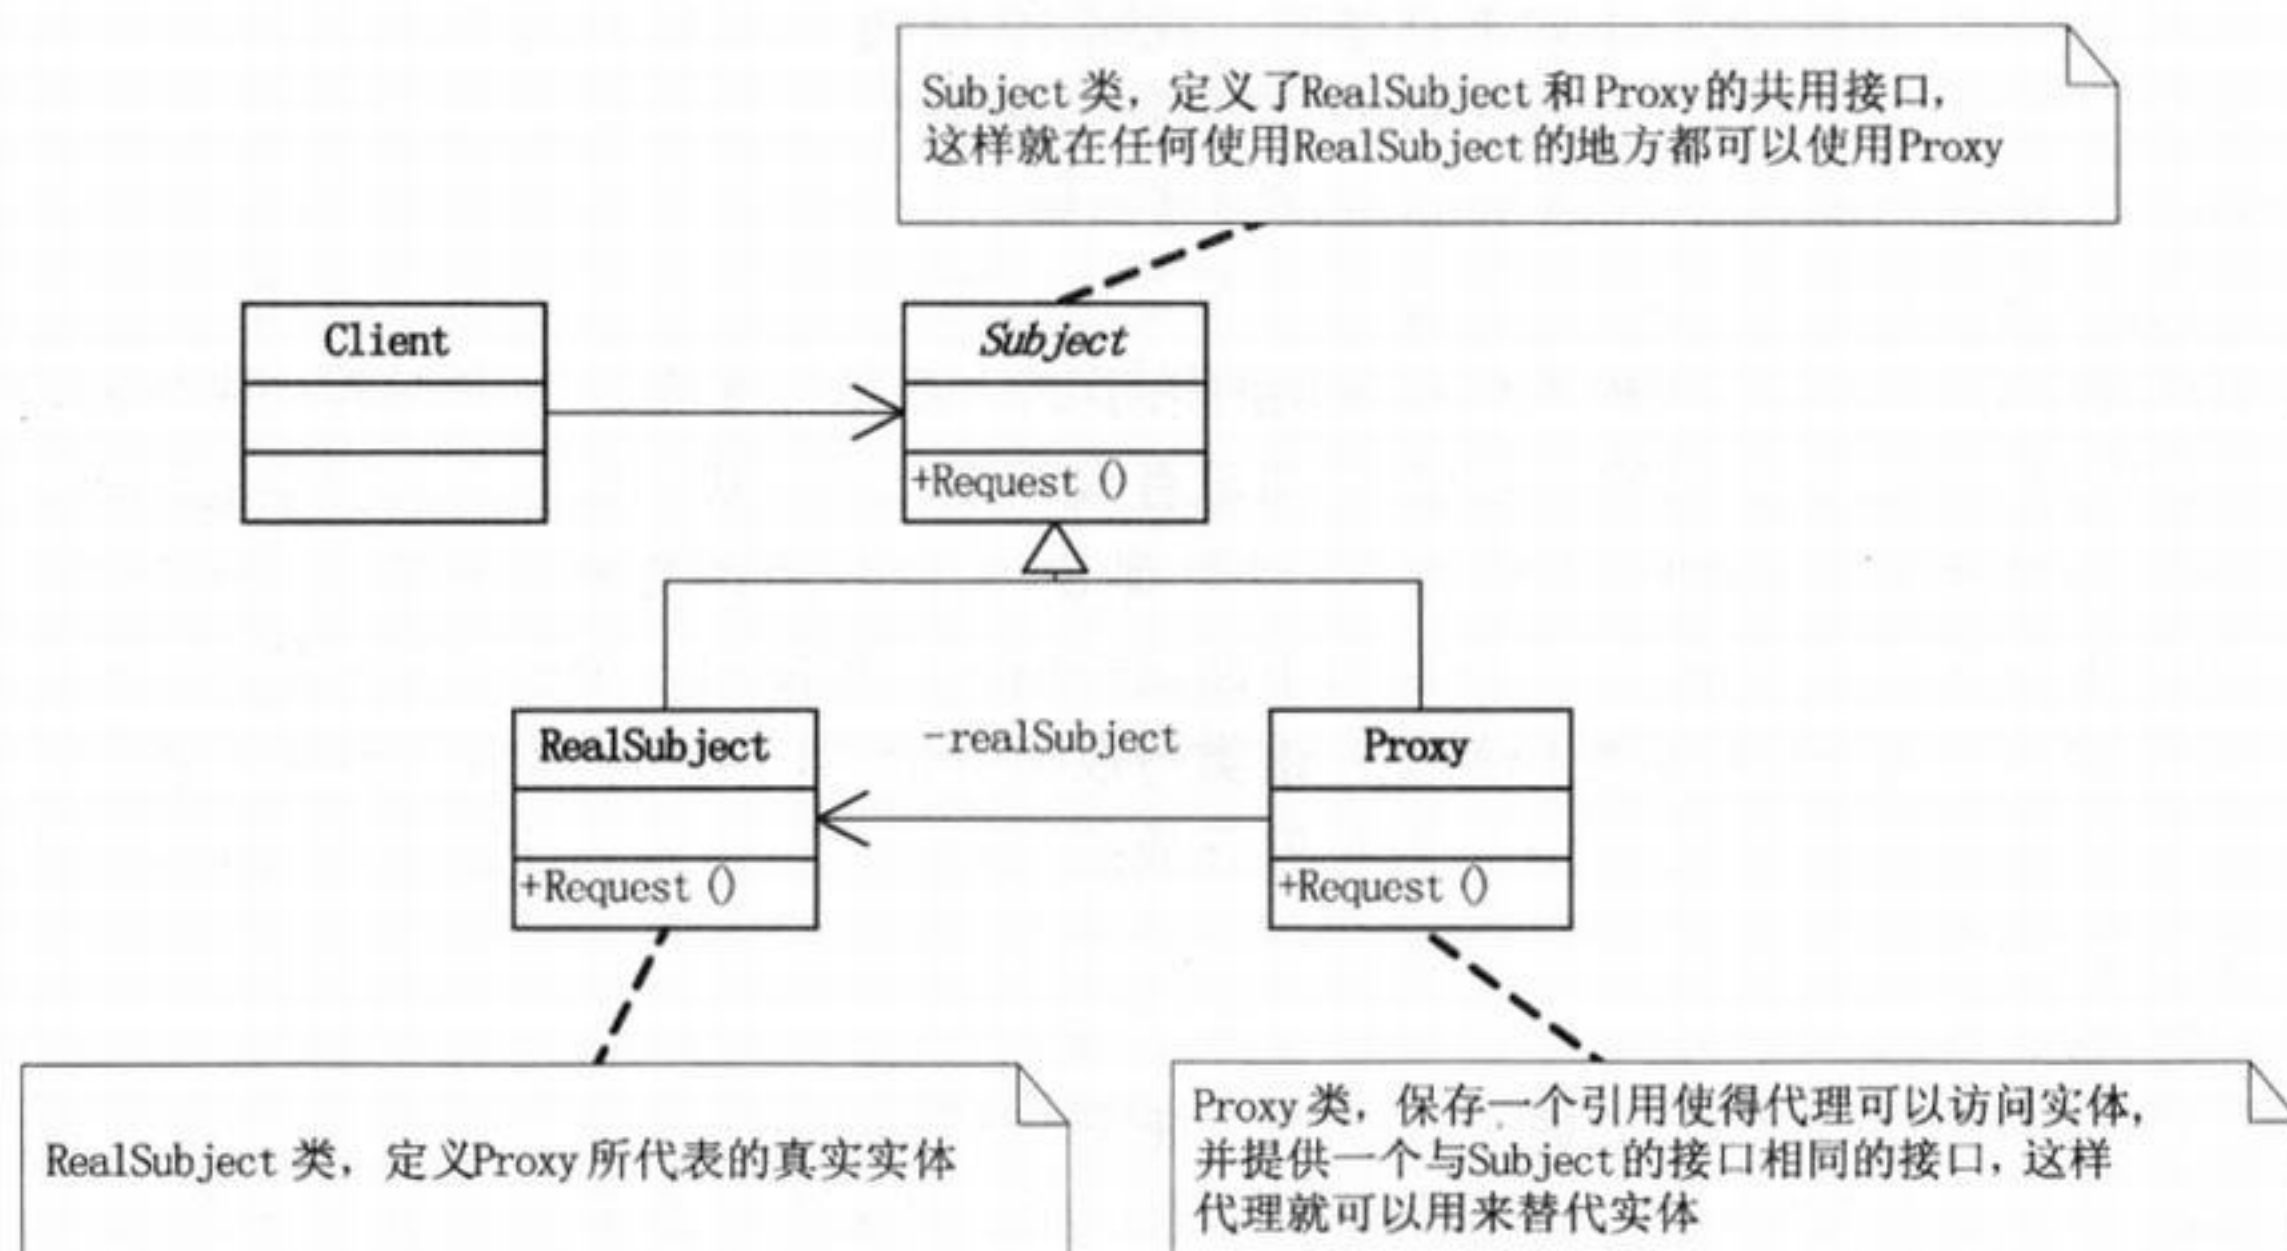 Subject 类，定义了RealSubject 和 Proxy的共用接口，
这样就在任何使用RealSubject 的地方都可以使用Proxy
Client
Subject
+Request ()
+Request ()
RealSubject
-realSubject
Proxy
+Request ()
RealSubject 类，定义Proxy 所代表的真实实体
Proxy 类，保存一个引用使得代理可以访问实体，
并提供一个与Subject的接口相同的接口，这样
代理就可以用来替代实体